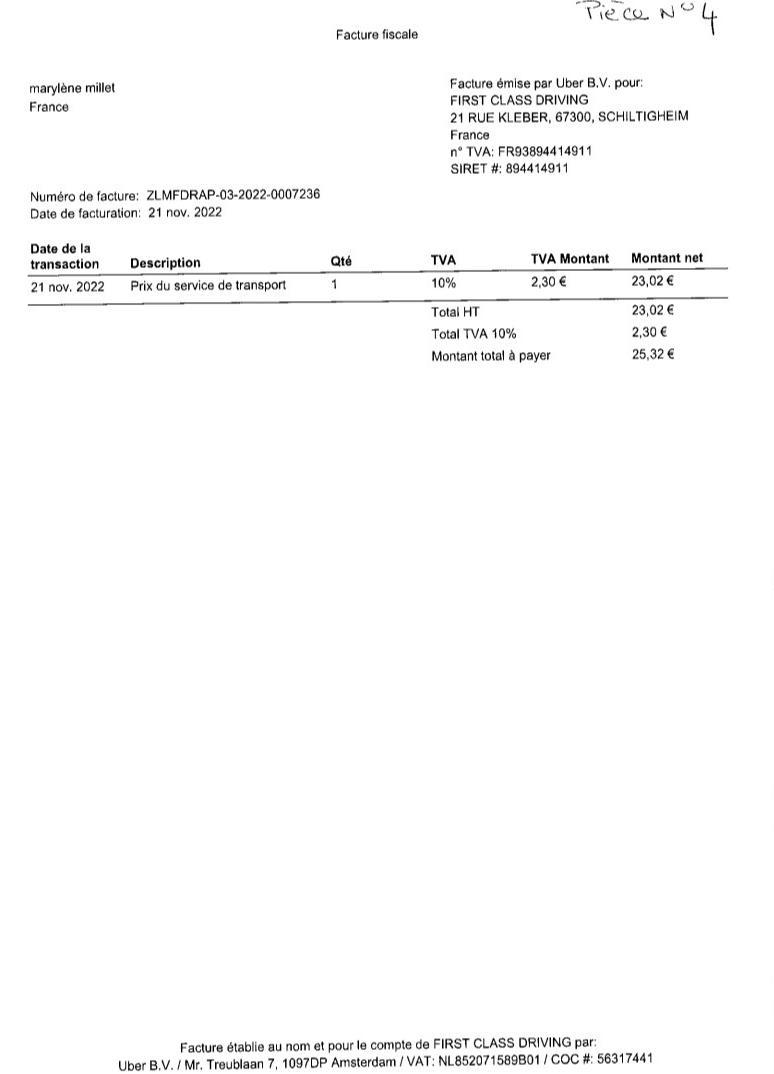 Pièce N° 4
Facture fiscale
marylène millet
France
Facture émise par Uber B.V. pour:
FIRST CLASS DRIVING
21 RUE KLEBER, 67300, SCHILTIGHEIM
France
n° TVA: FR93894414911
SIRET #: 894414911
Numéro de facture: ZLMFDRAP-03-2022-0007236
Date de facturation: 21 nov. 2022
Date de la transaction Description Qté TVA TVA Montant Montant net
21 nov. 2022 Prix du service de transport 1 10% 2,30 € 23,02 €
Total HT 23,02 €
Total TVA 10% 2,30 €
Montant total à payer 25,32 €
Facture établie au nom et pour le compte de FIRST CLASS DRIVING par:
Uber B.V. / Mr. Treublaan 7, 1097DP Amsterdam / VAT: NL852071589B01 / COC #: 56317441